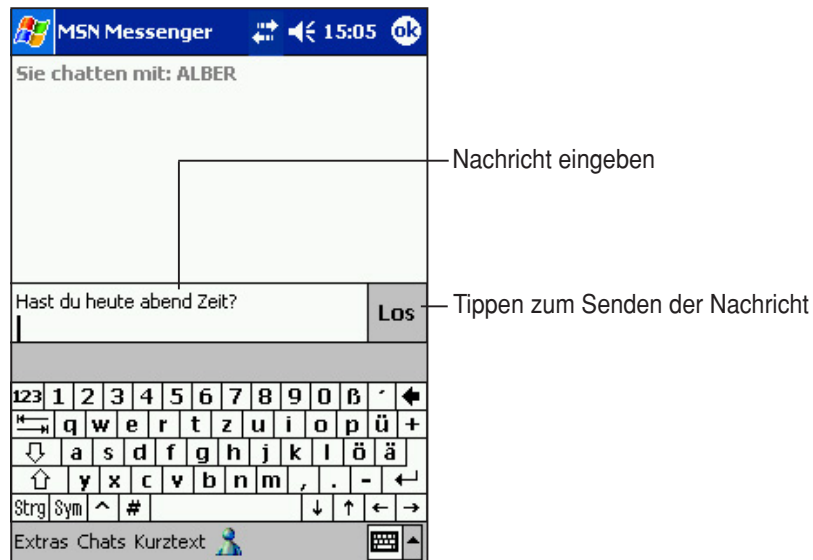 MSN Messenger 15:05 ok
Sie chatten mit: ALBER
Nachricht eingeben
Hast du heute abend Zeit?
Los
Tippen zum Senden der Nachricht
123 1 2 3 4 5 6 7 8 9 0 ß ´
q w e r t z u i o p ü +
a s d f g h j k l ö ä
y x c v b n m , . -
Strg Sym ^ # ↓ ↑ ← →
Extras Chats Kurztext